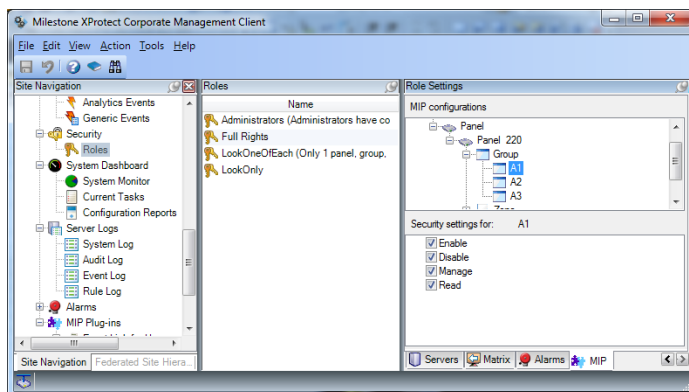 Milestone XProtect Corporate Management Client
File Edit View Action Tools Help
Site Navigation
Analytics Events
Generic Events
Security
Roles
System Dashboard
System Monitor
Current Tasks
Configuration Reports
Server Logs
System Log
Audit Log
Event Log
Rule Log
Alarms
MIP Plug-ins
Site Navigation Federated Site Hiera...
Roles
Name
Administrators (Administrators have co
Full Rights
LookOneOfEach (Only 1 panel, group,
LookOnly
Role Settings
MIP configurations
Panel
Panel 220
Group
A1
A2
A3
Security settings for: A1
Enable
Disable
Manage
Read
Servers Matrix Alarms MIP